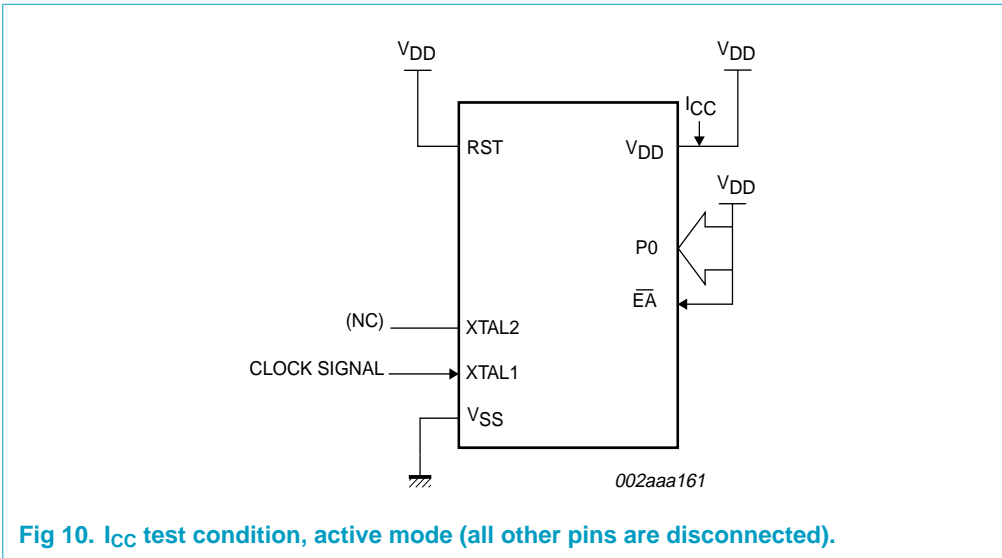 VDD
VDD
ICC
RST
VDD
VDD
P0
EA
(NC)
XTAL2
CLOCK SIGNAL
XTAL1
VSS
002aaa161
Fig 10. ICC test condition, active mode (all other pins are disconnected).